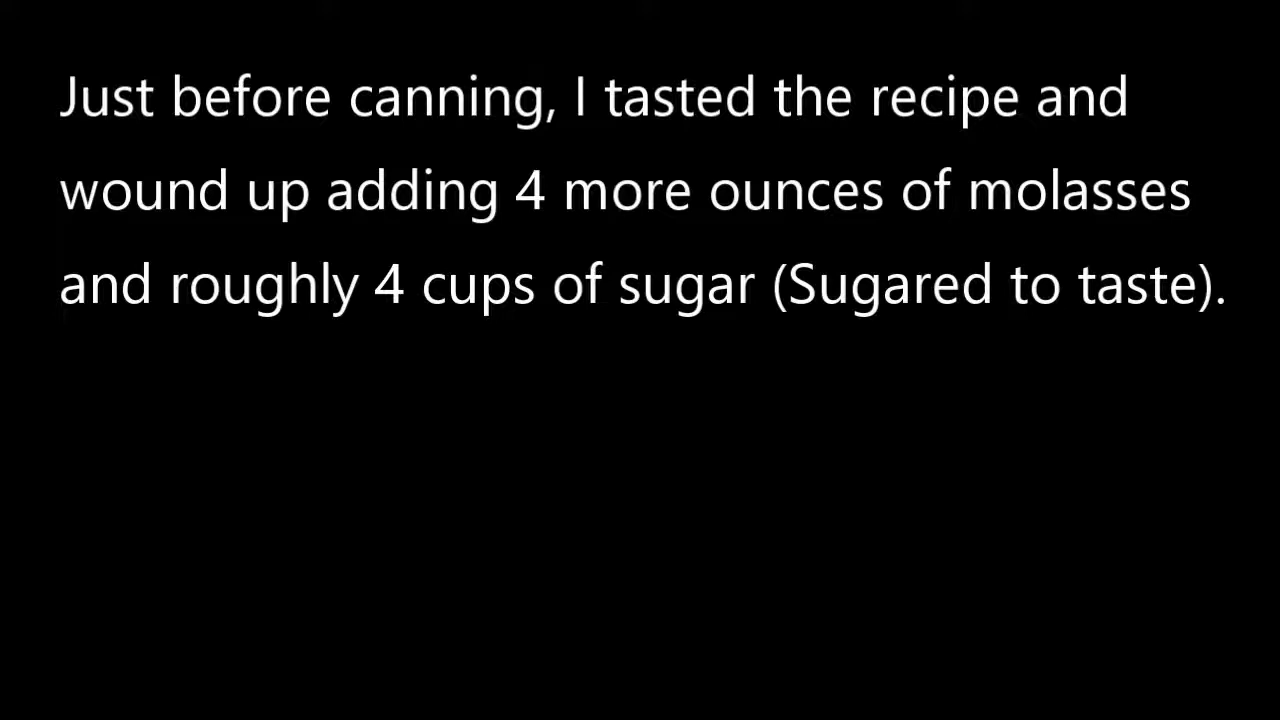 Just before canning, I tasted the recipe and
wound up adding 4 more ounces of molasses
and roughly 4 cups of sugar (Sugared to taste).